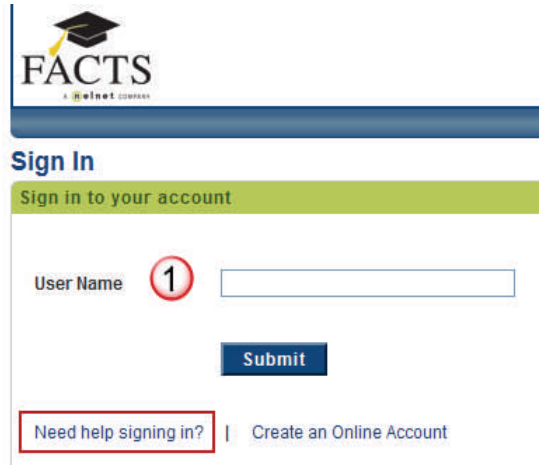 FACTS
A nelnet COMPANY
Sign In
Sign in to your account
User Name 1
Submit
Need help signing in? | Create an Online Account